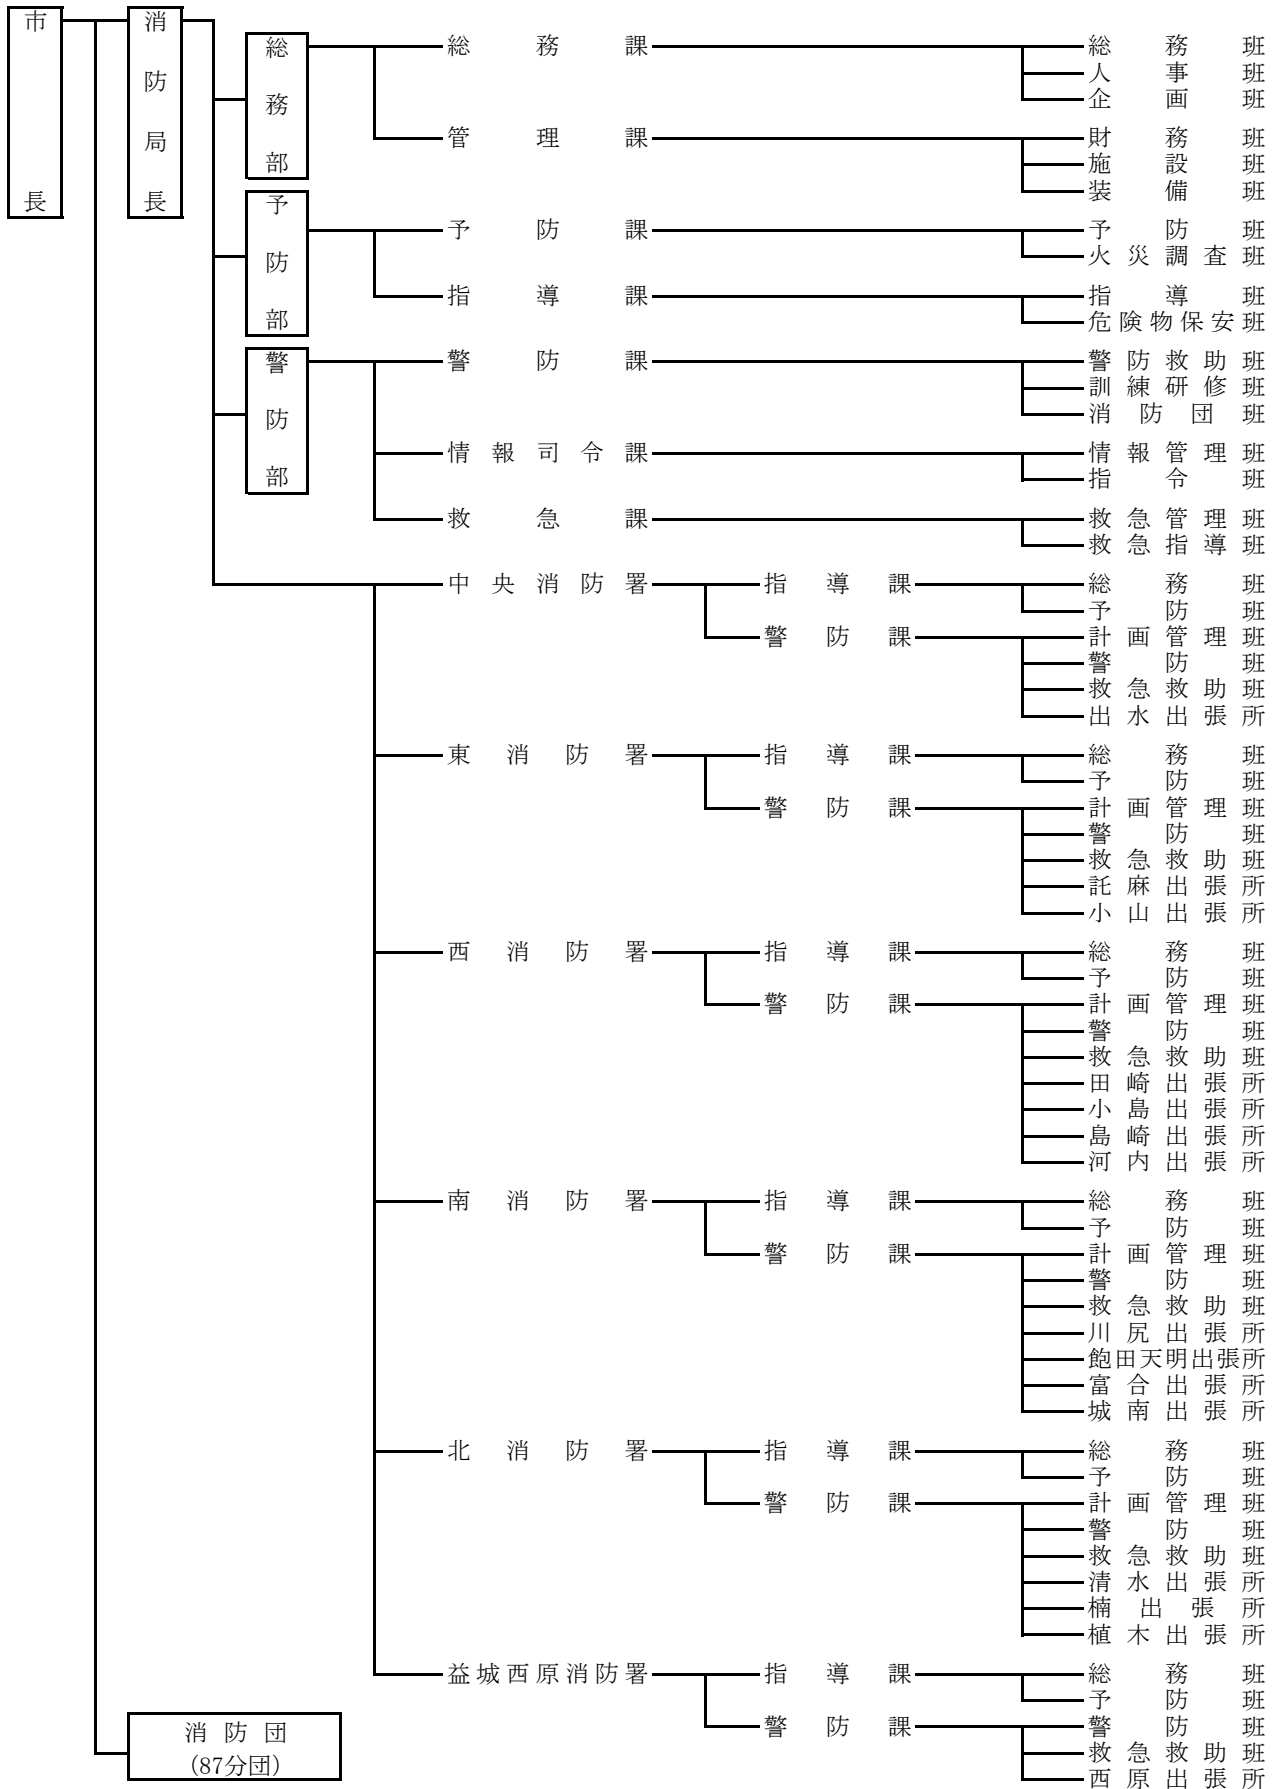 市長
消防局長
総務部
総務課
総務班
人事班
企画班
管理課
財務班
施設班
装備班
予防部
予防課
予防班
火災調査班
指導課
指導班
危険物保安班
警防部
警防課
警防救助班
訓練研修班
消防団班
情報司令課
情報管理班
指令班
救急課
救急管理班
救急指導班
中央消防署
指導課
総務班
予防班
警防課
計画管理班
警防班
救急救助班
出水出張所
東消防署
指導課
総務班
予防班
警防課
計画管理班
警防班
救急救助班
託麻出張所
小山出張所
西消防署
指導課
総務班
予防班
警防課
計画管理班
警防班
救急救助班
田崎出張所
小島出張所
島崎出張所
河内出張所
南消防署
指導課
総務班
予防班
警防課
計画管理班
警防班
救急救助班
川尻出張所
飽田天明出張所
富合出張所
城南出張所
北消防署
指導課
総務班
予防班
警防課
計画管理班
警防班
救急救助班
清水出張所
楠出張所
植木出張所
益城西原消防署
指導課
総務班
予防班
警防課
警防班
救急救助班
西原出張所
消防団
(87分団)